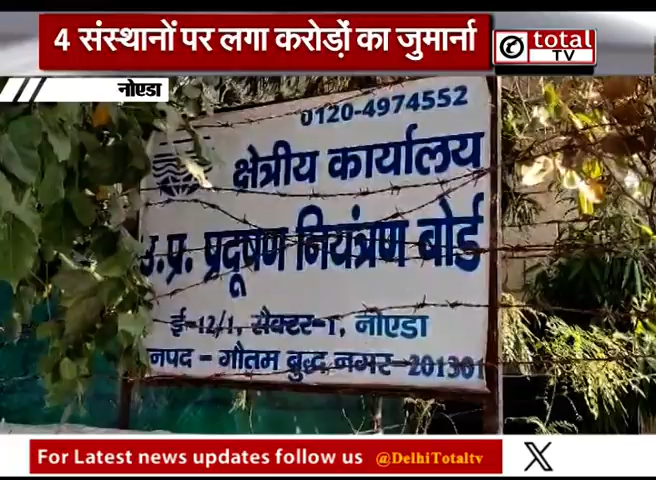 4 संस्थानों पर लगा करोड़ों का जुमार्ना
total
TV
नोएडा
0120-4974552
क्षेत्रीय कार्यालय
उ.प्र. प्रदूषण नियंत्रण बोर्ड
ई-12/1, सैक्टर-1, नोएडा
जनपद - गौतम बुद्ध नगर - 201301
For Latest news updates follow us @DelhiTotaltv
X